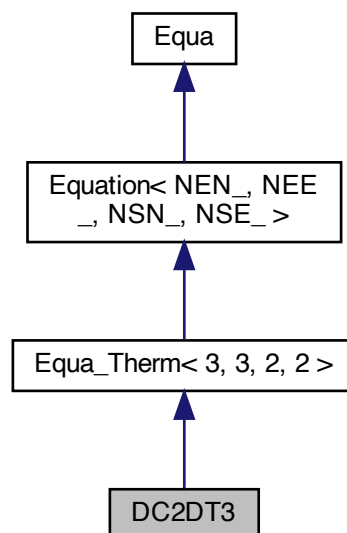 Equa
Equation< NEN_, NEE
_, NSN_, NSE_ >
Equa_Therm< 3, 3, 2, 2 >
DC2DT3